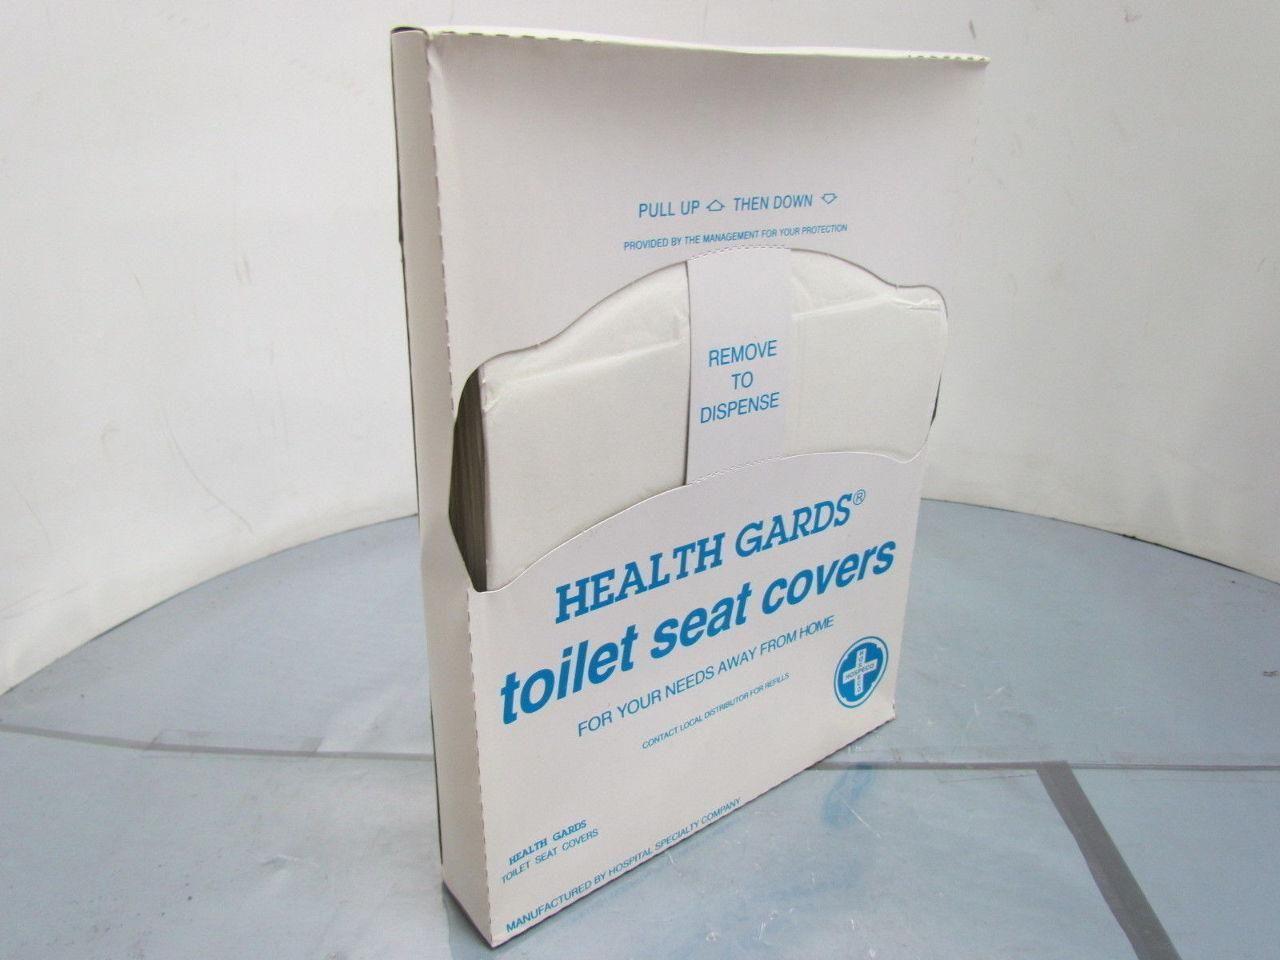 PULL UP THEN DOWN
PROVIDED BY THE MANAGEMENT FOR YOUR PROTECTION
REMOVE
TO
DISPENSE
HEALTH GARDS®
toilet seat covers
FOR YOUR NEEDS AWAY FROM HOME
CONTACT LOCAL DISTRIBUTOR FOR REFILLS
HOSPECO
HOSPECO
HEALTH GARDS
TOILET SEAT COVERS
MANUFACTURED BY HOSPITAL SPECIALTY COMPANY